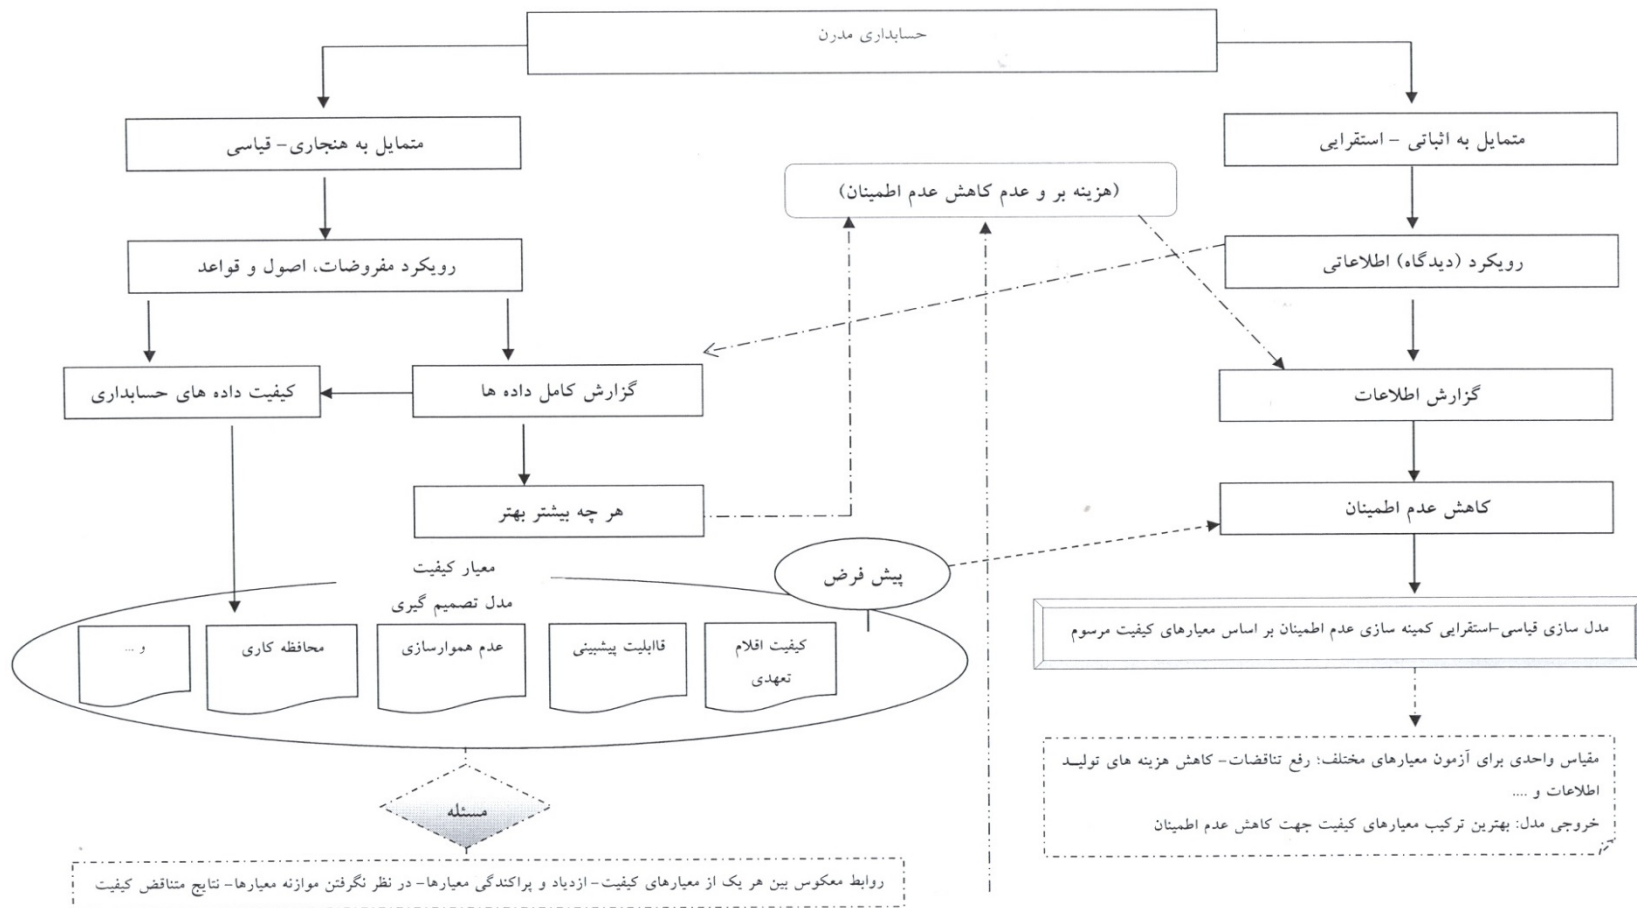 حسابداری مدرن
متمایل به اثباتی – استقرایی
متمایل به هنجاری– قیاسی
(هزینه بر و عدم کاهش عدم اطمینان)
رویکرد (دیدگاه) اطلاعاتی
رویکرد مفروضات، اصول و قواعد
گزارش اطلاعات
گزارش کامل داده ها
کیفیت داده های حسابداری
کاهش عدم اطمینان
هر چه بیشتر بهتر
پیش فرض
معیار کیفیت
مدل تصمیم گیری
کیفیت اقلام
تعهدی
قاابلیت پیشبینی
عدم هموارسازی
محافظه کاری
و ...
مدل سازی قیاسی–استقرایی کمینه سازی عدم اطمینان بر اساس معیارهای کیفیت مرسوم
مقیاس واحدی برای آزمون معیارهای مختلف؛ رفع تناقضات– کاهش هزینه های تولید
اطلاعات و ....
خروجی مدل: بهترین ترکیب معیارهای کیفیت جهت کاهش عدم اطمینان
مسئله
روابط معکوس بین هر یک از معیارهای کیفیت– ازدیاد و پراکندگی معیارها– در نظر نگرفتن موازنه معیارها– نتایج متناقض کیفیت